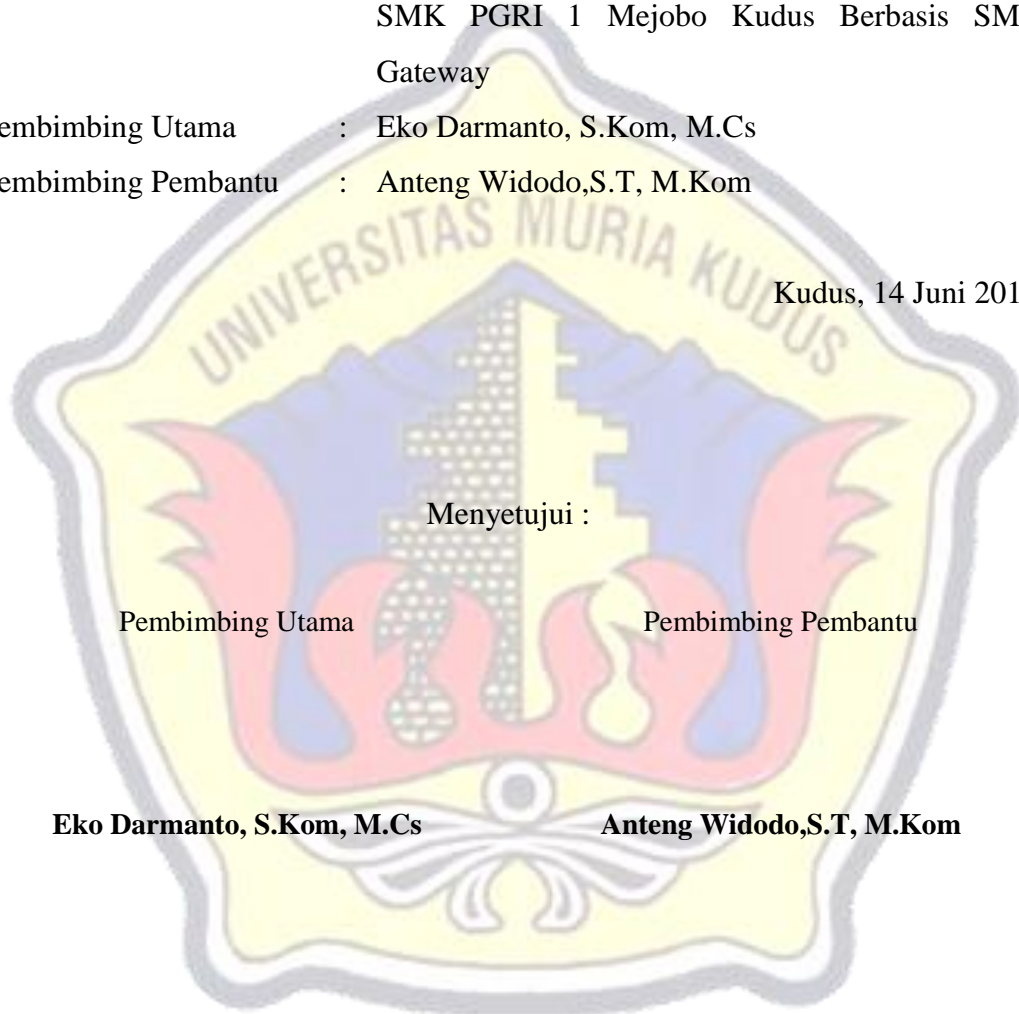 SMK PGRI 1 Mejobo Kudus Berbasis SM
Gateway
embimbing Utama : Eko Darmanto, S.Kom, M.Cs
embimbing Pembantu : Anteng Widodo,S.T, M.Kom
UNIVERSITAS MURIA KUDUS
Kudus, 14 Juni 201
Menyetujui :
Pembimbing Utama Pembimbing Pembantu
Eko Darmanto, S.Kom, M.Cs Anteng Widodo,S.T, M.Kom